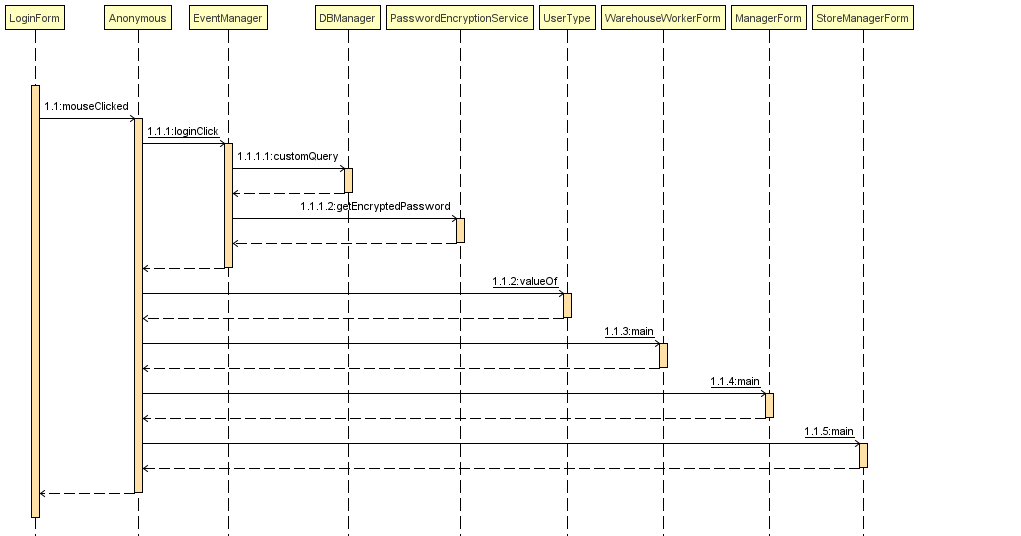 LoginForm Anonymous EventManager DBManager PasswordEncryptionService UserType WarehouseWorkerForm ManagerForm StoreManagerForm
1.1:mouseClicked
1.1.1:loginClick
1.1.1.1:customQuery
1.1.1.2:getEncryptedPassword
1.1.2:valueOf
1.1.3:main
1.1.4:main
1.1.5:main